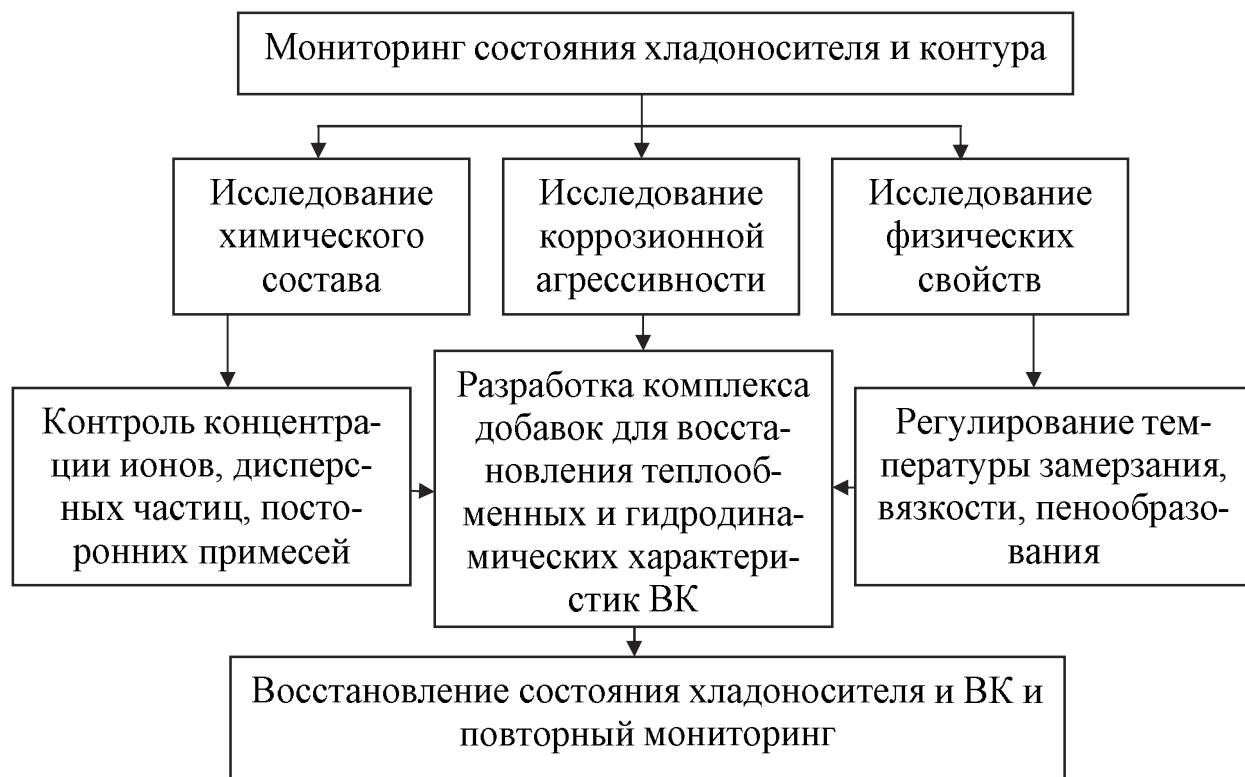 Мониторинг состояния хладоносителя и контура
Исследование
химического
состава
Исследование
коррозионной
агрессивности
Исследование
физических
свойств
Контроль концентра-
ции ионов, дисперс-
ных частиц, посто-
ронних примесей
Разработка комплекса
добавок для восста-
новления теплооб-
менных и гидродина-
мических характери-
стик ВК
Регулирование тем-
пературы замерзания,
вязкости, пенообразо-
вания
Восстановление состояния хладоносителя и ВК и
повторный мониторинг